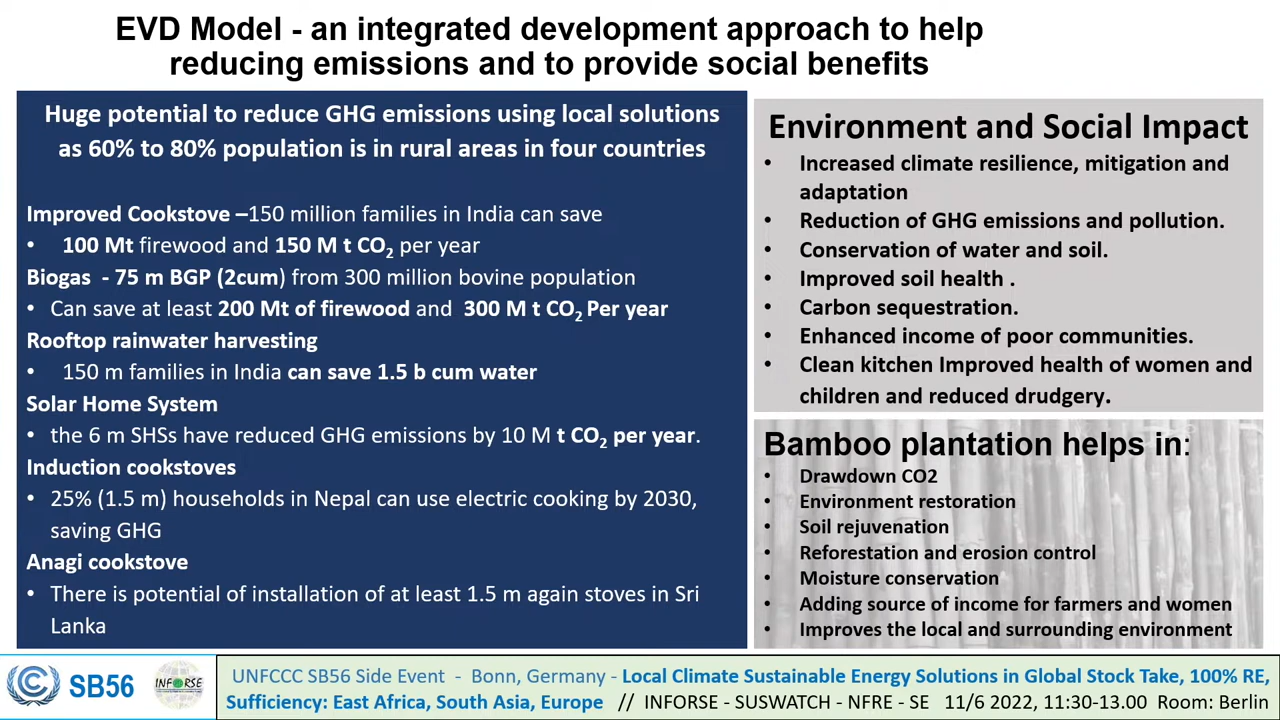 EVD Model - an integrated development approach to help
reducing emissions and to provide social benefits
Huge potential to reduce GHG emissions using local solutions
as 60% to 80% population is in rural areas in four countries
Improved Cookstove –150 million families in India can save
• 100 Mt firewood and 150 M t CO₂ per year
Biogas - 75 m BGP (2cum) from 300 million bovine population
• Can save at least 200 Mt of firewood and 300 M t CO₂ Per year
Rooftop rainwater harvesting
• 150 m families in India can save 1.5 b cum water
Solar Home System
• the 6 m SHSs have reduced GHG emissions by 10 M t CO₂ per year.
Induction cookstoves
• 25% (1.5 m) households in Nepal can use electric cooking by 2030,
saving GHG
Anagi cookstove
• There is potential of installation of at least 1.5 m again stoves in Sri
Lanka
Environment and Social Impact
• Increased climate resilience, mitigation and
adaptation
• Reduction of GHG emissions and pollution.
• Conservation of water and soil.
• Improved soil health .
• Carbon sequestration.
• Enhanced income of poor communities.
• Clean kitchen Improved health of women and
children and reduced drudgery.
Bamboo plantation helps in:
• Drawdown CO2
• Environment restoration
• Soil rejuvenation
• Reforestation and erosion control
• Moisture conservation
• Adding source of income for farmers and women
• Improves the local and surrounding environment
SB56
INFORSE
UNFCCC SB56 Side Event - Bonn, Germany - Local Climate Sustainable Energy Solutions in Global Stock Take, 100% RE,
Sufficiency: East Africa, South Asia, Europe // INFORSE - SUSWATCH - NFRE - SE 11/6 2022, 11:30-13.00 Room: Berlin